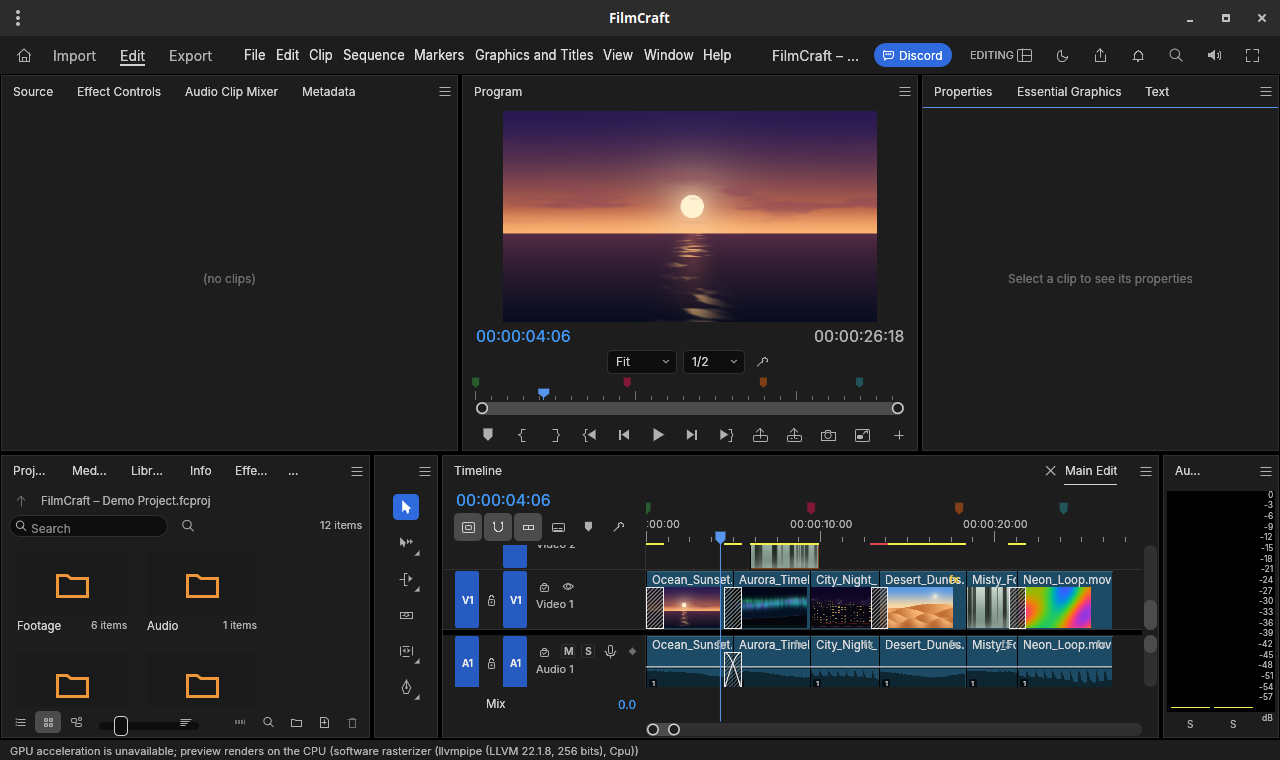 FilmCraft
Import Edit Export File Edit Clip Sequence Markers Graphics and Titles View Window Help FilmCraft – ... Discord EDITING
Source Effect Controls Audio Clip Mixer Metadata
(no clips)
Program
00:00:04:06 00:00:26:18
Fit 1/2
Properties Essential Graphics Text
Select a clip to see its properties
Proj... Med... Libr... Info Effe... ...
FilmCraft – Demo Project.fcproj
Search 12 items
Footage 6 items Audio 1 items
Timeline Main Edit
00:00:04:06
:00:00 00:00:10:00 00:00:20:00
Video 2
V1 V1 Video 1
Ocean_Sunset. Aurora_Timel City_Night_ Desert_Dunes. Misty_Fo Neon_Loop.mov
A1 A1 M S Audio 1
Ocean_Sunset. Aurora_Timel City_Night_ Desert_Dunes. Misty_Fo Neon_Loop.mov
1 1 1 1 1
Mix 0.0
Au...
0
-3
-6
-9
-12
-15
-18
-21
-24
-27
-30
-33
-36
-39
-42
-45
-48
-51
-54
-57
dB
S S
GPU acceleration is unavailable; preview renders on the CPU (software rasterizer (llvmpipe (LLVM 22.1.8, 256 bits), Cpu))